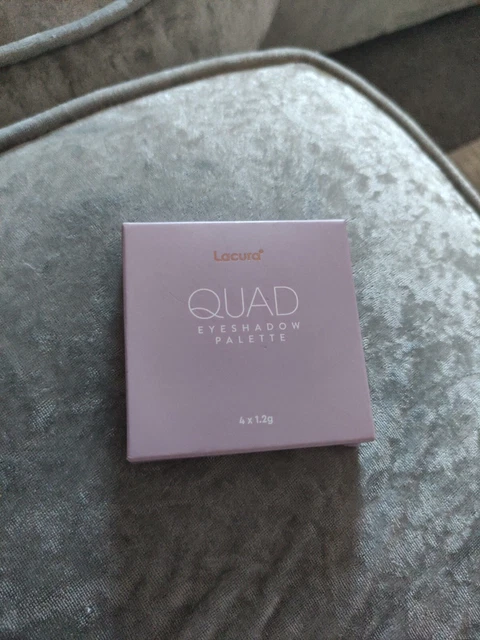 Lacura
QUAD
EYESHADOW
PALETTE
4 x 1.2g